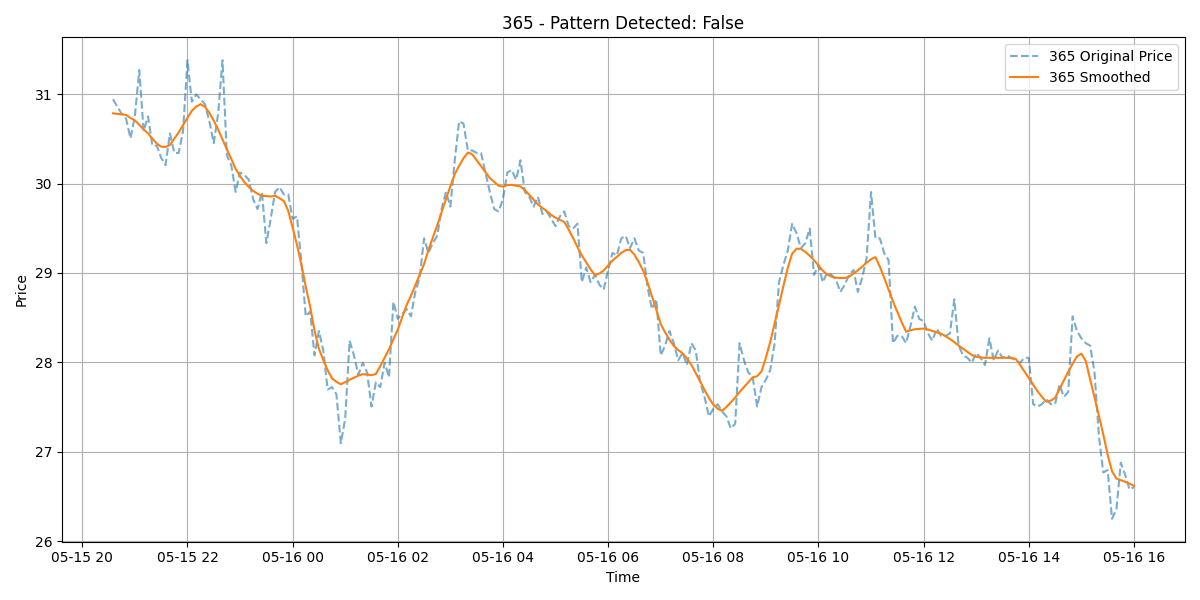 365 - Pattern Detected: False
365 Original Price
365 Smoothed
Price
31
30
29
28
27
26
05-15 20 05-15 22 05-16 00 05-16 02 05-16 04 05-16 06 05-16 08 05-16 10 05-16 12 05-16 14 05-16 16
Time